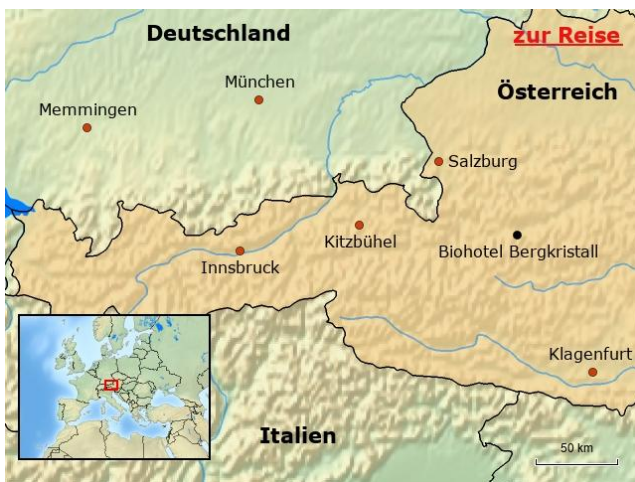 Deutschland
zur Reise
München
Österreich
Memmingen
Salzburg
Kitzbühel
Biohotel Bergkristall
Innsbruck
Klagenfurt
Italien
50 km